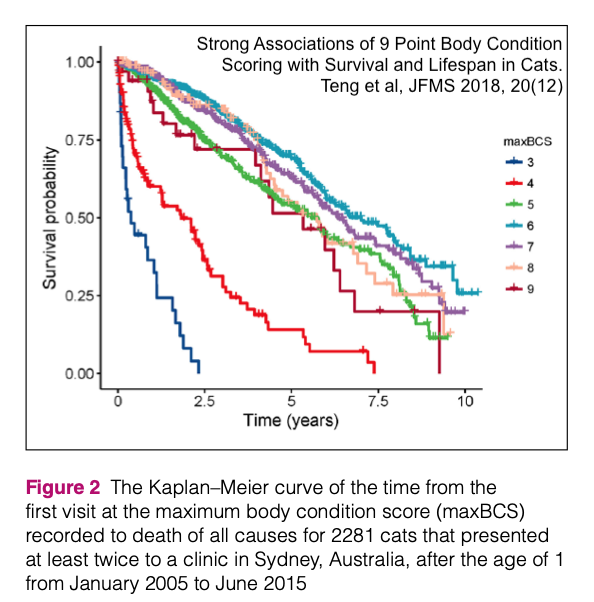 Strong Associations of 9 Point Body Condition
Scoring with Survival and Lifespan in Cats.
Teng et al, JFMS 2018, 20(12)
1.00
0.75
0.50
0.25
0.00
Survival probability
0
2.5
5
7.5
10
Time (years)
maxBCS
3
4
5
6
7
8
9
Figure 2 The Kaplan–Meier curve of the time from the
first visit at the maximum body condition score (maxBCS)
recorded to death of all causes for 2281 cats that presented
at least twice to a clinic in Sydney, Australia, after the age of 1
from January 2005 to June 2015